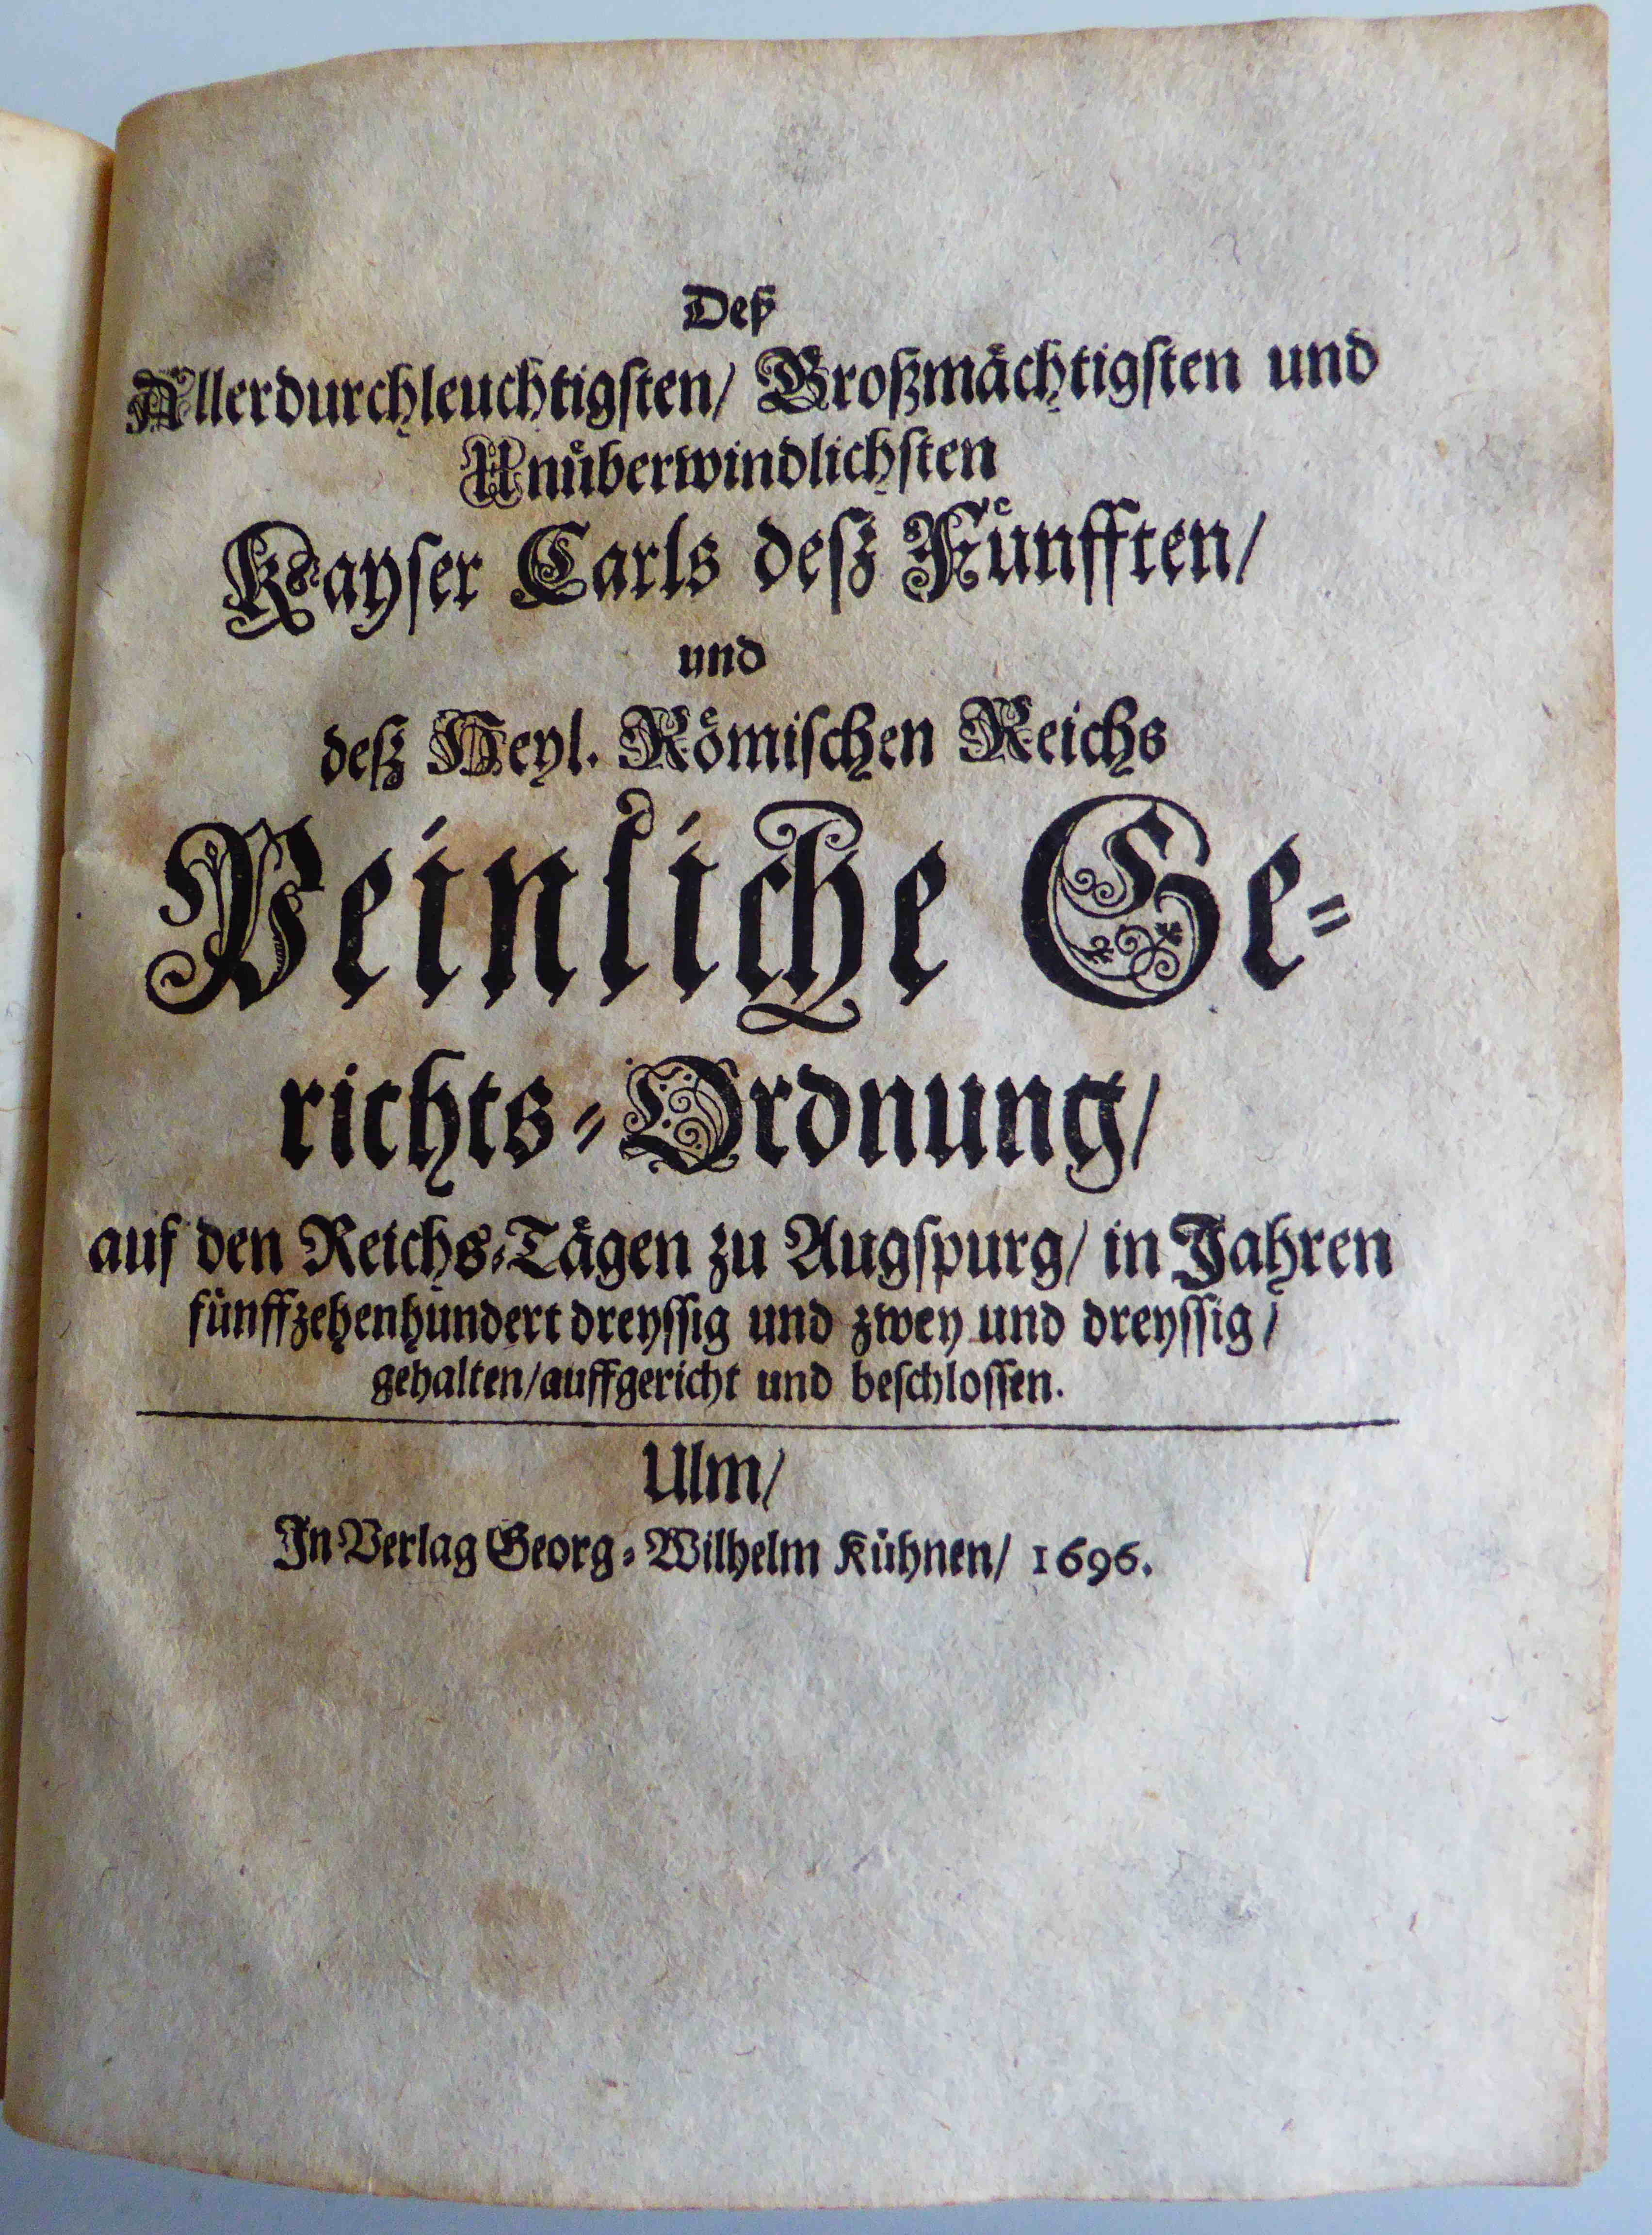 Deß
Allerdurchleuchtigsten/ Großmächtigsten und
Unüberwindlichsten
Kayser Carls deß Fünfften/
und
deß Heyl. Römischen Reichs
Peinliche Ge=
richts=Ordnung/
auf den Reichs=Tägen zu Augspurg/ in Jahren
fünffzehenhundert dreyssig und zwey und dreyssig/
gehalten/auffgericht und beschlossen.
Ulm/
In Verlag Georg=Wilhelm Kühnen/ 1696.